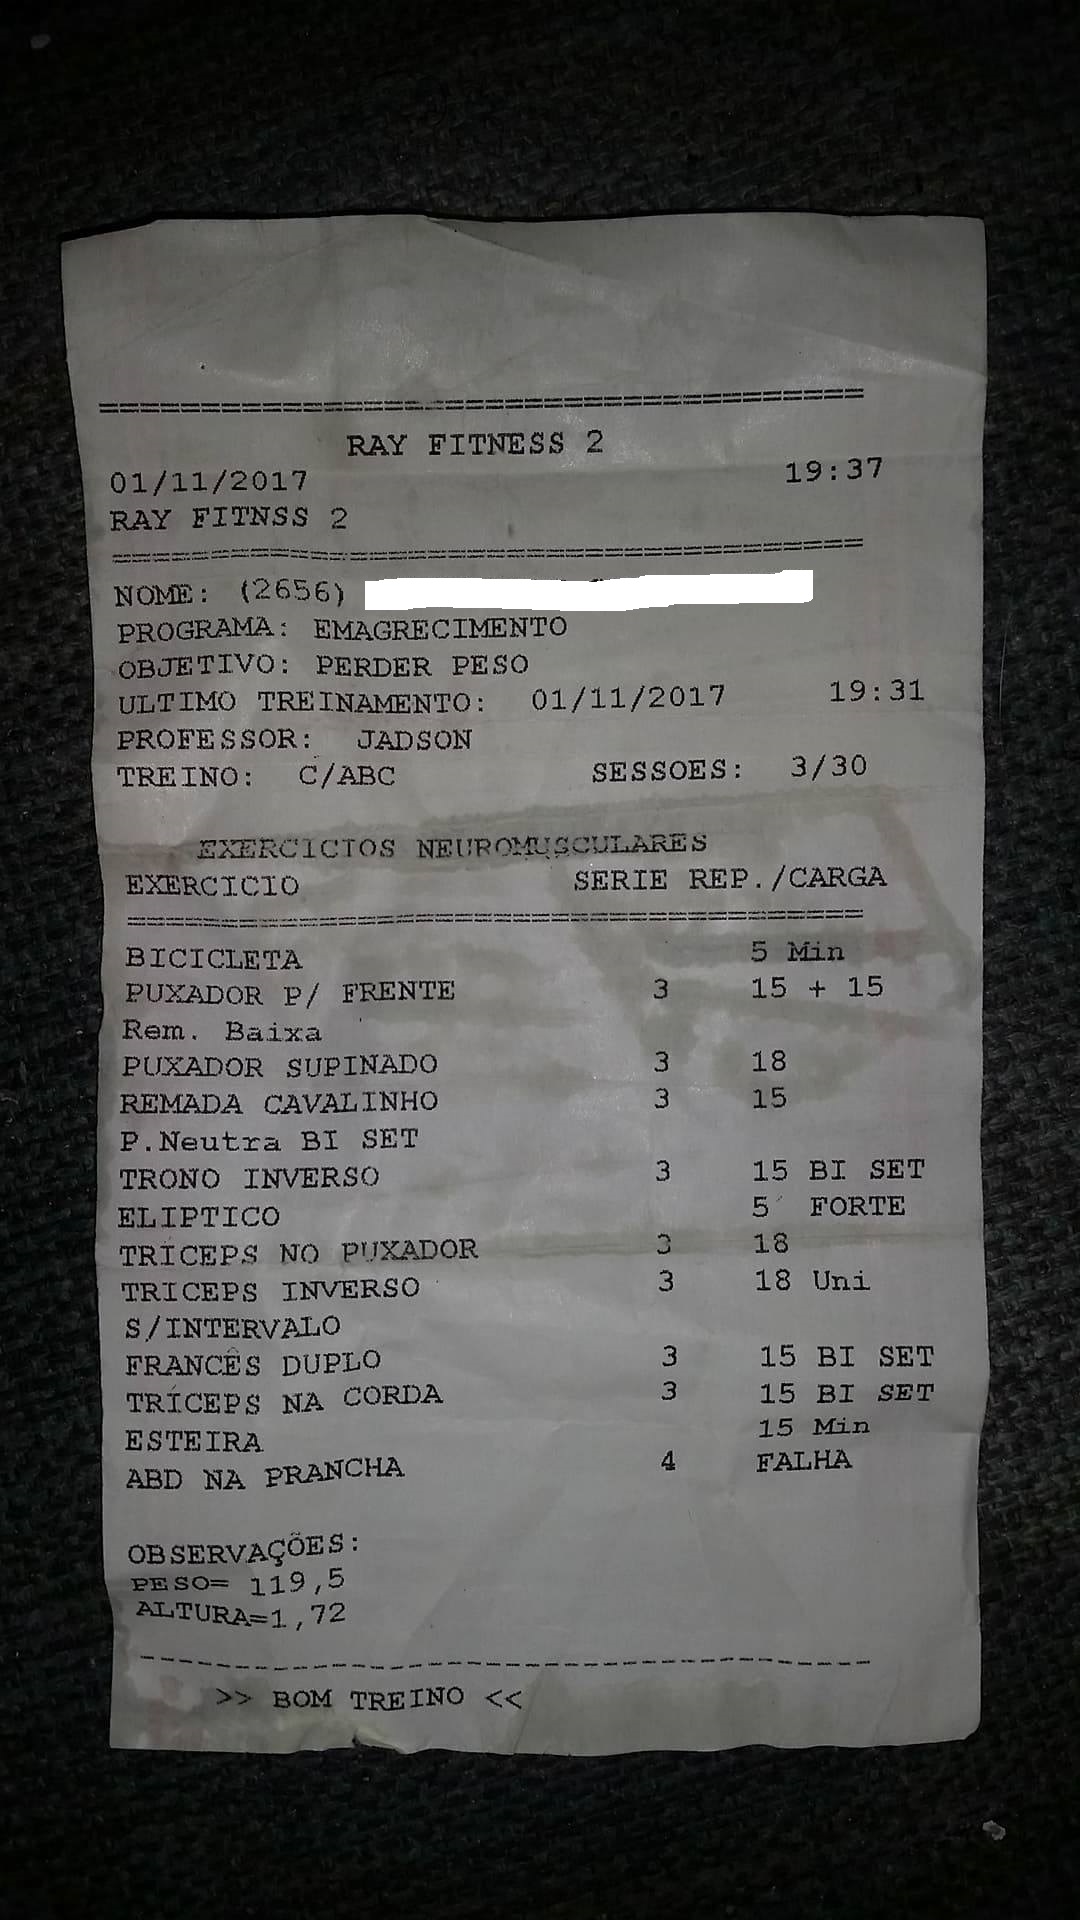 ==========================================
RAY FITNESS 2
01/11/2017 19:37
RAY FITNSS 2
==========================================
NOME: (2656)
PROGRAMA: EMAGRECIMENTO
OBJETIVO: PERDER PESO
ULTIMO TREINAMENTO: 01/11/2017 19:31
PROFESSOR: JADSON
TREINO: C/ABC SESSOES: 3/30
EXERCICIOS NEUROMUSCULARES
EXERCICIO SERIE REP./CARGA
==========================================
BICICLETA 5 Min
PUXADOR P/ FRENTE 3 15 + 15
Rem. Baixa
PUXADOR SUPINADO 3 18
REMADA CAVALINHO 3 15
P.Neutra BI SET
TRONO INVERSO 3 15 BI SET
ELIPTICO 5' FORTE
TRÍCEPS NO PUXADOR 3 18
TRICEPS INVERSO 3 18 Uni
S/INTERVALO
FRANCÊS DUPLO 3 15 BI SET
TRÍCEPS NA CORDA 3 15 BI SET
ESTEIRA 15 Min
ABD NA PRANCHA 4 FALHA
OBSERVAÇÕES:
PESO= 119,5
ALTURA=1,72
------------------------------------------
>> BOM TREINO <<